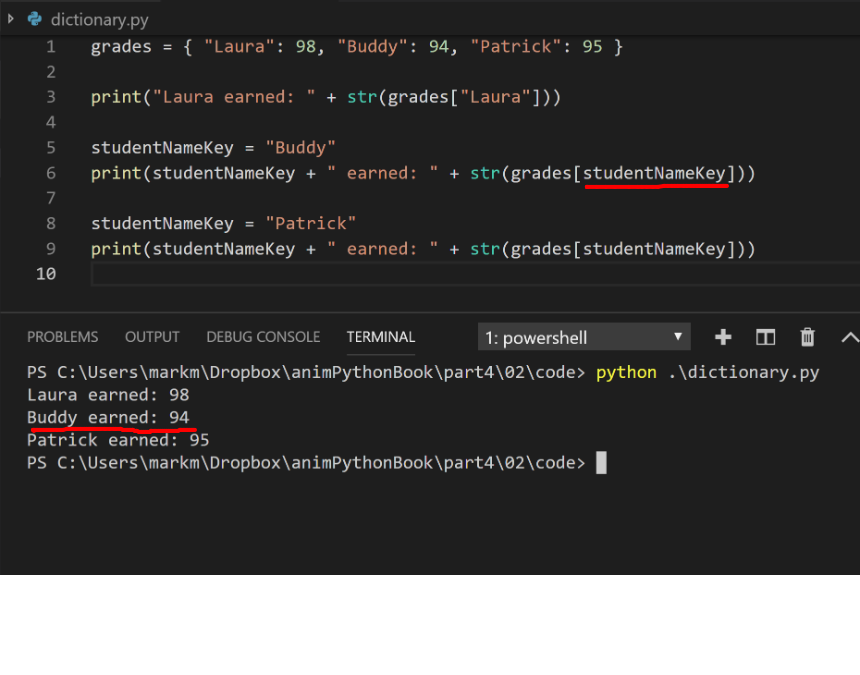 dictionary.py
1 grades = { "Laura": 98, "Buddy": 94, "Patrick": 95 }
2
3 print("Laura earned: " + str(grades["Laura"]))
4
5 studentNameKey = "Buddy"
6 print(studentNameKey + " earned: " + str(grades[studentNameKey]))
7
8 studentNameKey = "Patrick"
9 print(studentNameKey + " earned: " + str(grades[studentNameKey]))
10
PROBLEMS OUTPUT DEBUG CONSOLE TERMINAL 1: powershell
PS C:\Users\markm\Dropbox\animPythonBook\part4\02\code> python .\dictionary.py
Laura earned: 98
Buddy earned: 94
Patrick earned: 95
PS C:\Users\markm\Dropbox\animPythonBook\part4\02\code>